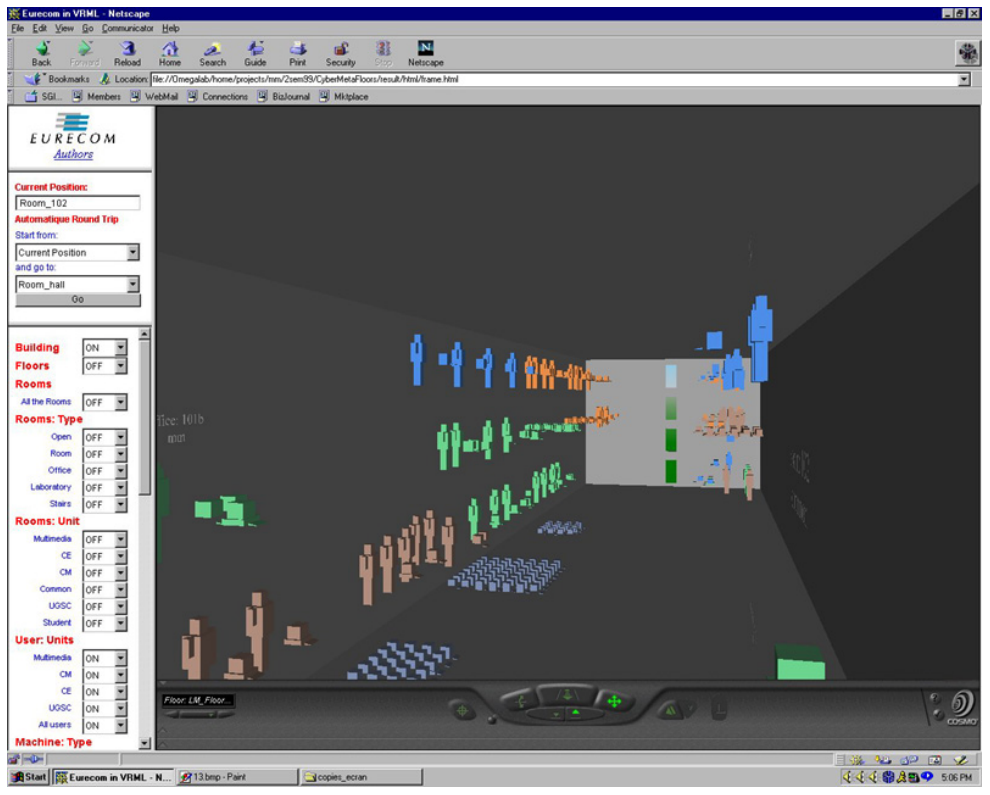 Eurecom in VRML - Netscape
File Edit View Go Communicator Help
Back Forward Reload Home Search Guide Print Security Stop Netscape
Bookmarks Location: file://Omegalab/home/projects/mm/2sem99/CyberMetaFloors/result/html/frame.html
SGI... Members WebMail Connections BizJournal Mktplace
EURECOM
Authors
Current Position:
Room_102
Automatique Round Trip
Start from:
Current Position
and go to:
Room_hall
Go
Building ON
Floors OFF
Rooms
All the Rooms OFF
Rooms: Type
Open OFF
Room OFF
Office OFF
Laboratory OFF
Stairs OFF
Rooms: Unit
Multimedia OFF
CE OFF
CM OFF
Common OFF
UGSC OFF
Student OFF
User: Units
Multimedia ON
CM ON
CE ON
UGSC ON
All users ON
Machine: Type
fice: 101b
mm
Floor: LM_Floor...
COSMO
Start Eurecom in VRML - N... 13.bmp - Paint copies_ecran 5:06 PM